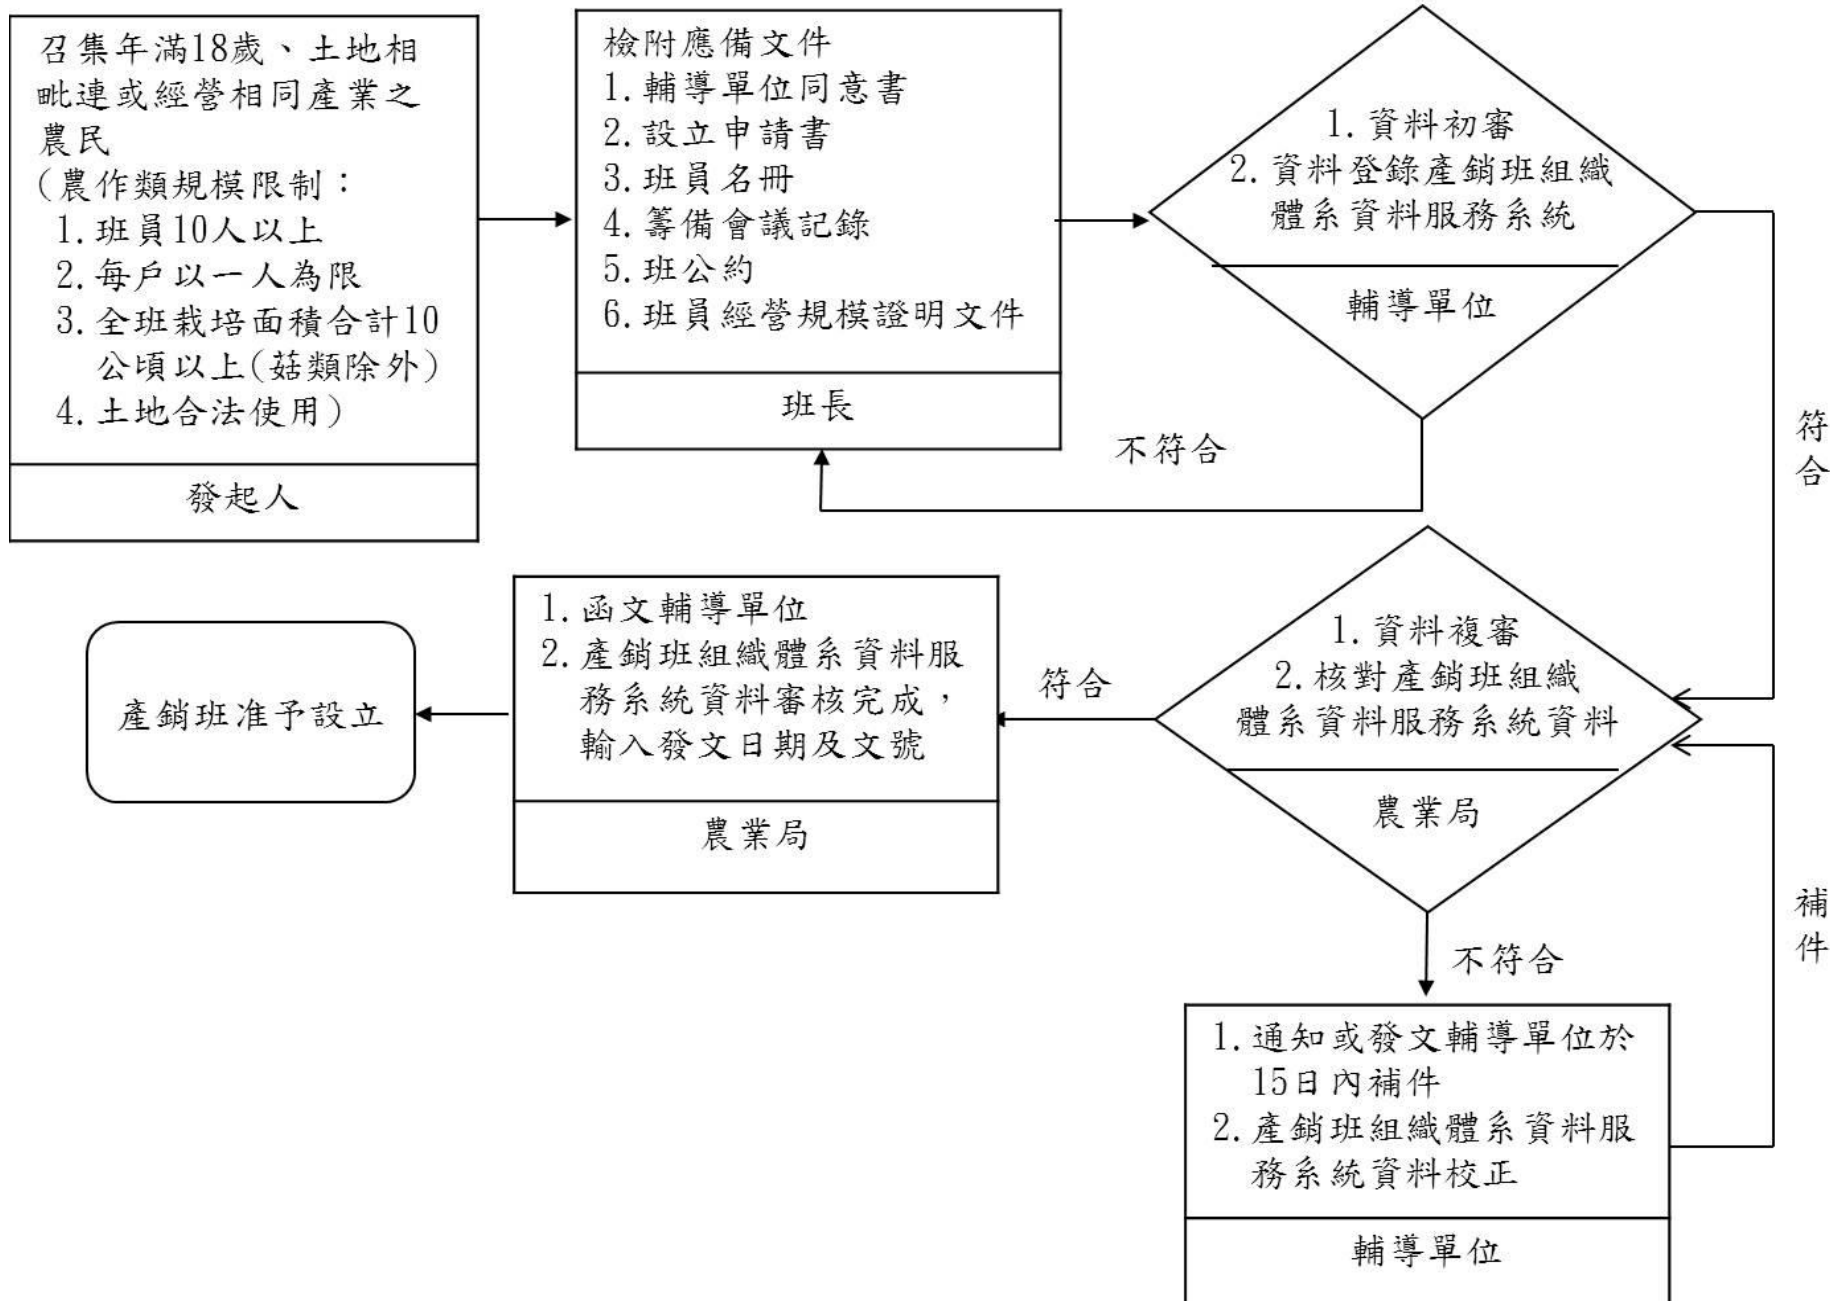 召集年滿18歲、土地相
毗連或經營相同產業之
農民
(農作類規模限制：
1.班員10人以上
2.每戶以一人為限
3.全班栽培面積合計10
公頃以上(菇類除外)
4.土地合法使用)
發起人
檢附應備文件
1.輔導單位同意書
2.設立申請書
3.班員名冊
4.籌備會議記錄
5.班公約
6.班員經營規模證明文件
班長
1.資料初審
2.資料登錄產銷班組織
體系資料服務系統
輔導單位
不符合
符
合
1.資料複審
2.核對產銷班組織
體系資料服務系統資料
農業局
符合
1.函文輔導單位
2.產銷班組織體系資料服
務系統資料審核完成，
輸入發文日期及文號
農業局
產銷班准予設立
不符合
1.通知或發文輔導單位於
15日內補件
2.產銷班組織體系資料服
務系統資料校正
輔導單位
補
件